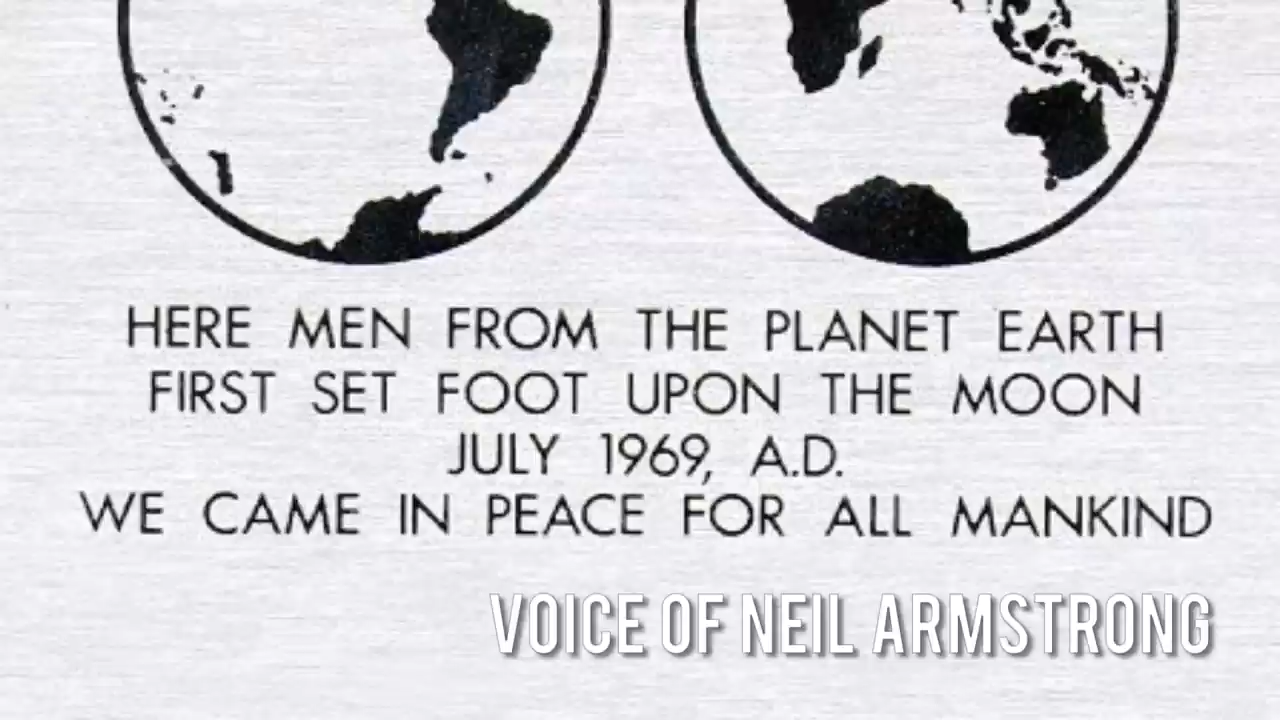 HERE MEN FROM THE PLANET EARTH
FIRST SET FOOT UPON THE MOON
JULY 1969, A.D.
WE CAME IN PEACE FOR ALL MANKIND
VOICE OF NEIL ARMSTRONG